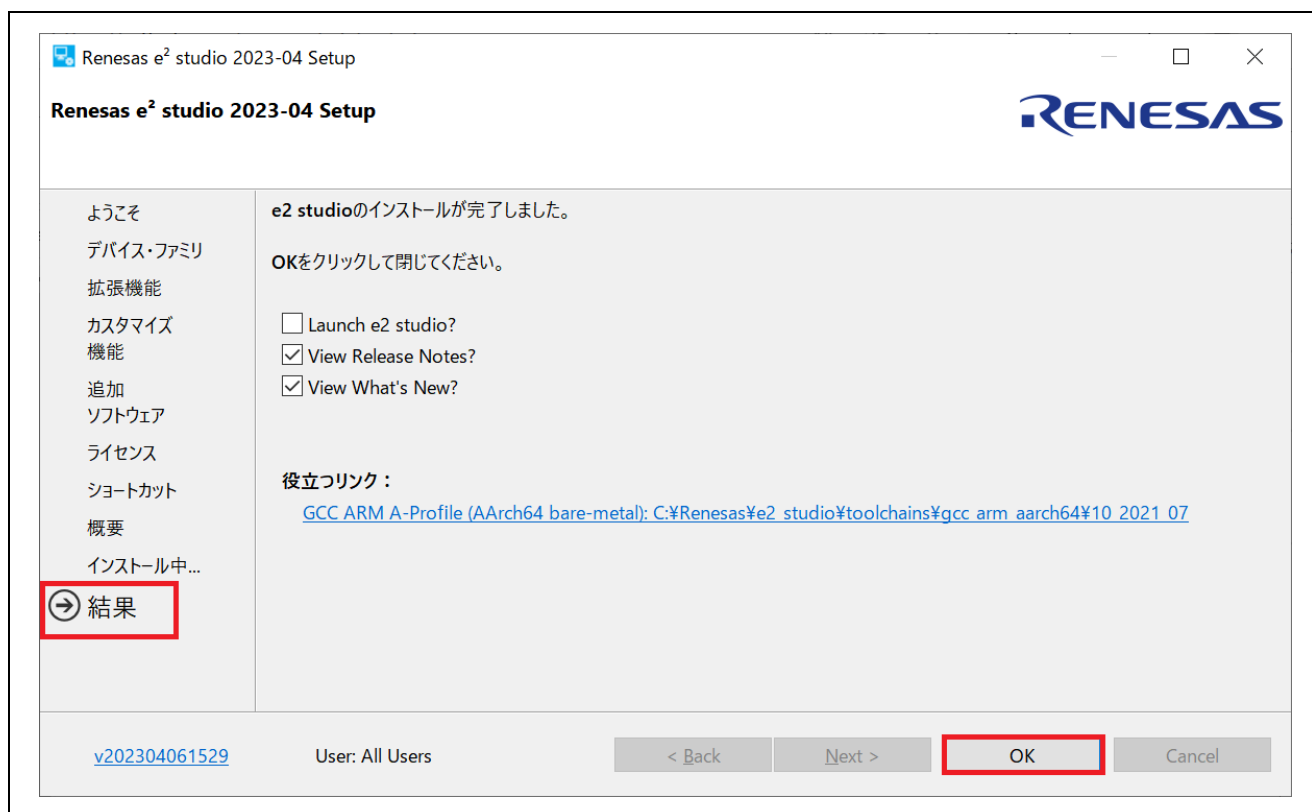 Renesas e² studio 2023-04 Setup
Renesas e² studio 2023-04 Setup
RENESAS
ようこそ
デバイス・ファミリ
拡張機能
カスタマイズ
機能
追加
ソフトウェア
ライセンス
ショートカット
概要
インストール中...
結果
e2 studioのインストールが完了しました。
OKをクリックして閉じてください。
Launch e2 studio?
View Release Notes?
View What's New?
役立つリンク：
GCC ARM A-Profile (AArch64 bare-metal): C:¥Renesas¥e2_studio¥toolchains¥gcc_arm_aarch64¥10_2021_07
v202304061529
User: All Users
< Back
Next >
OK
Cancel